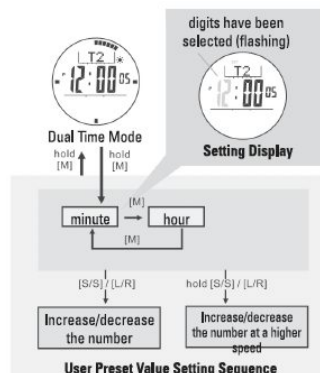 digits have been
selected (flashing)
T2
12:00 05
T2
12:00 05
Dual Time Mode
Setting Display
hold
[M]
hold
[M]
[M]
minute
hour
[M]
[S/S] / [L/R]
hold [S/S] / [L/R]
Increase/decrease
the number
Increase/decrease
the number at a higher
speed
User Preset Value Setting Sequence